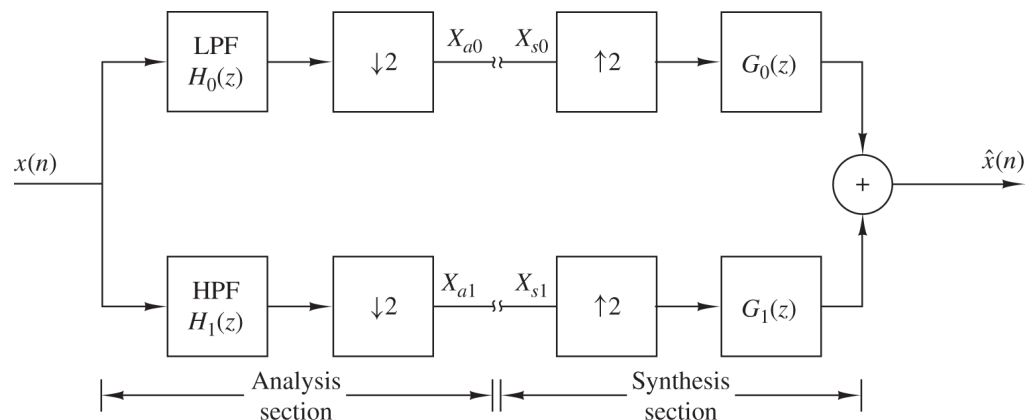 LPF
H₀(z)
↓2
Xₐ₀
Xₛ₀
↑2
G₀(z)
x(n)
+
x̂(n)
HPF
H₁(z)
↓2
Xₐ₁
Xₛ₁
↑2
G₁(z)
Analysis
section
Synthesis
section